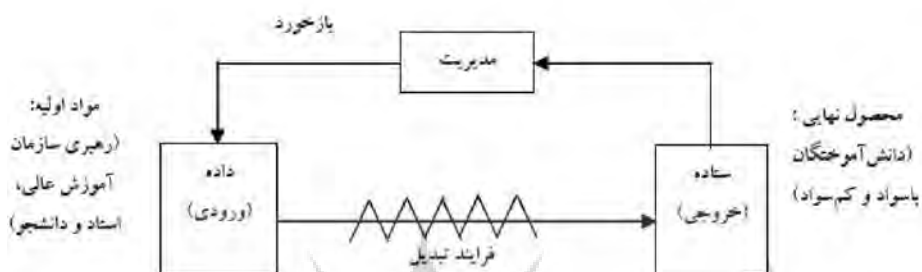 بازخورد
مدیریت
محصول نهایی:
(دانش‌آموختگان
باسواد و کم‌سواد)
ستاده
(خروجی)
فرایند تبدیل
داده
(ورودی)
مواد اولیه:
(رهبری سازمان
آموزش عالی،
استاد و دانشجو)